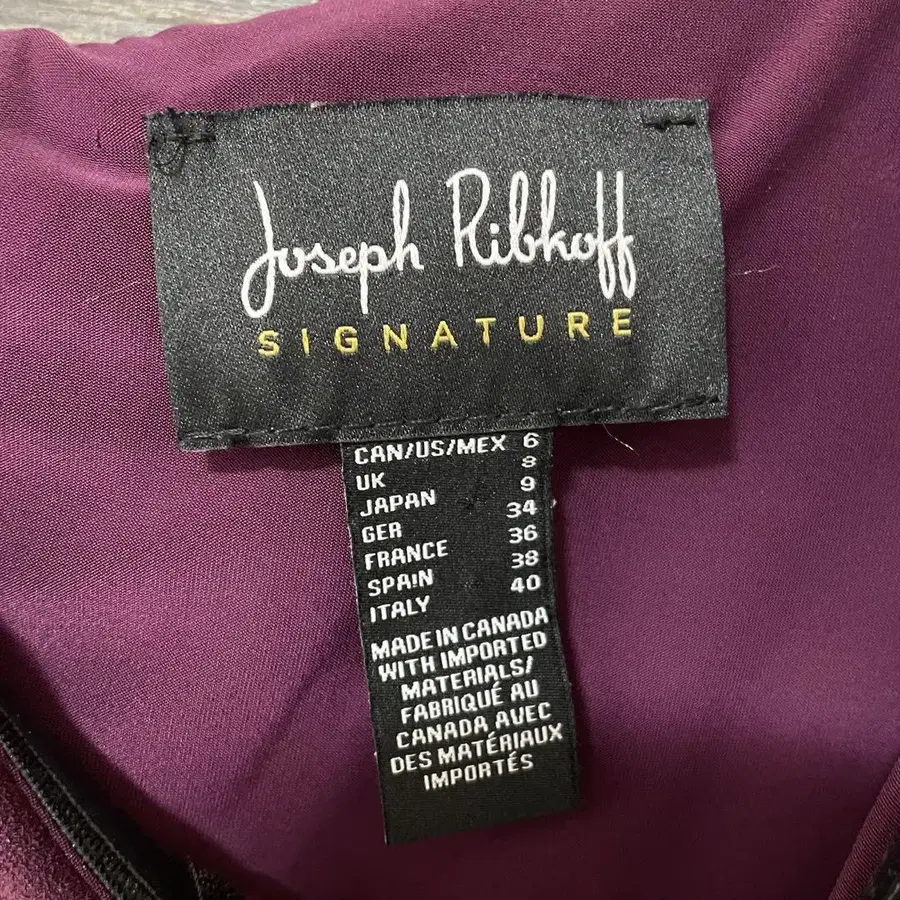 Joseph Ribkoff
SIGNATURE
CAN/US/MEX 6
UK 8
JAPAN 9
GER 34
FRANCE 36
SPAIN 38
ITALY 40
MADE IN CANADA
WITH IMPORTED
MATERIALS/
FABRIQUÉ AU
CANADA AVEC
DES MATÉRIAUX
IMPORTÉS